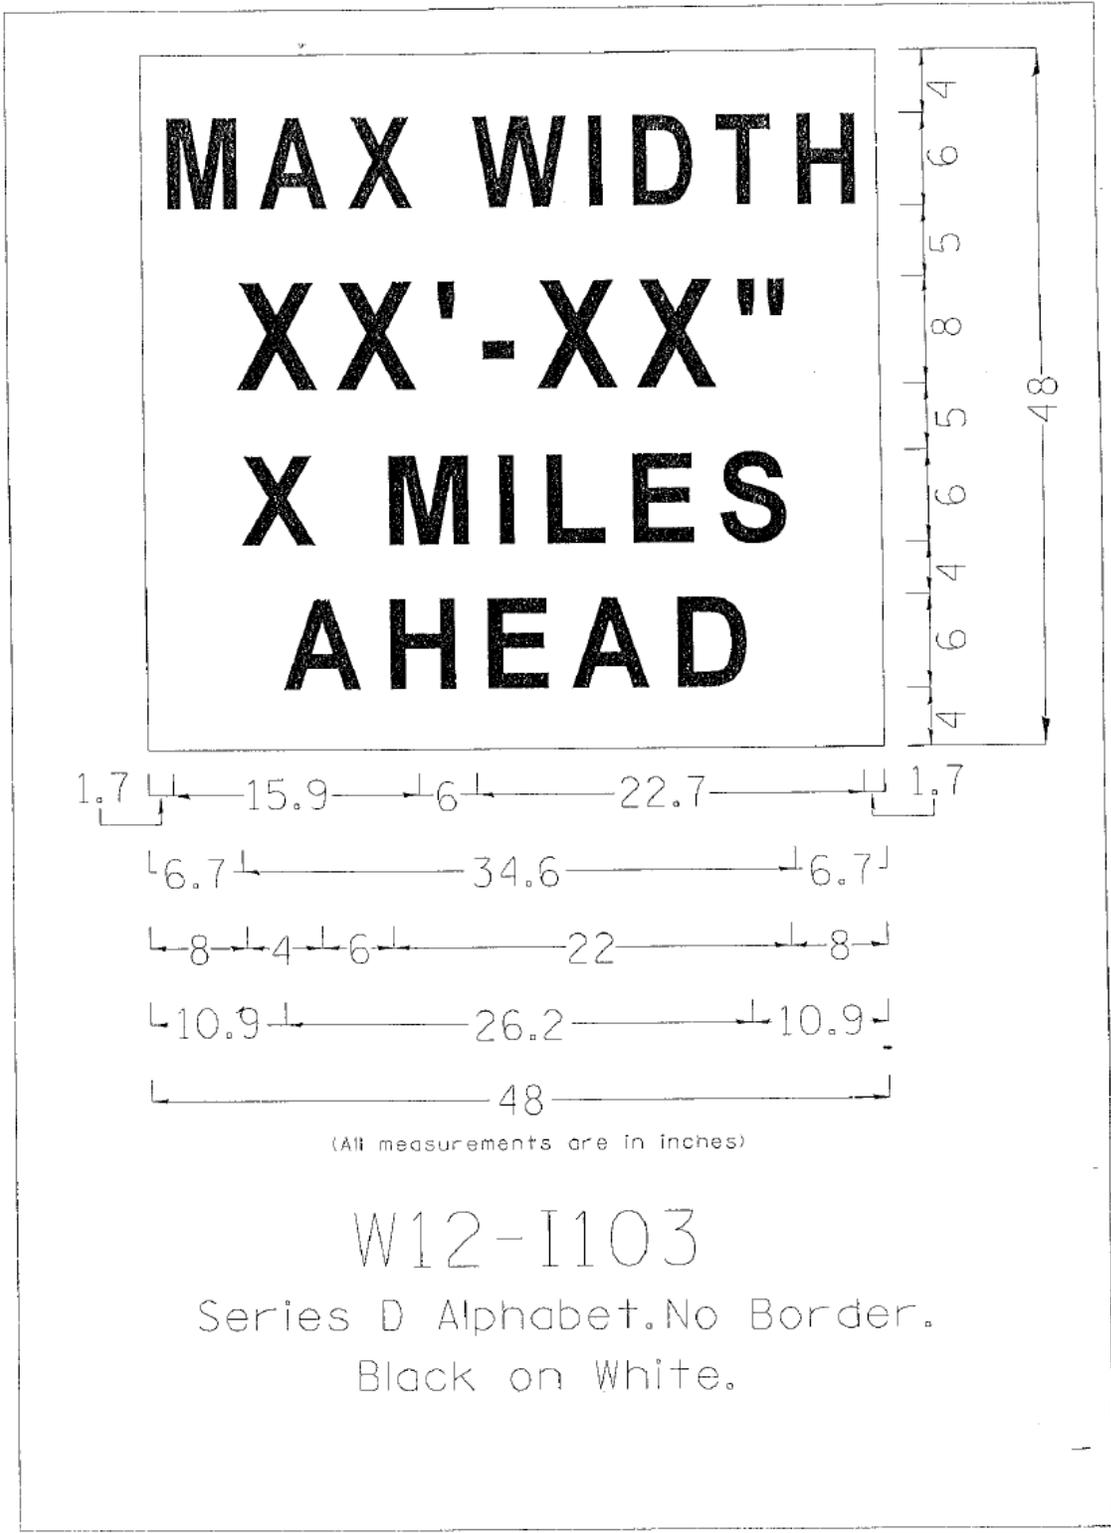 MAX WIDTH
XX'-XX"
X MILES
AHEAD
4
6
5
8
5
6
4
6
4
48
1.7 15.9 6 22.7 1.7
6.7 34.6 6.7
8 4 6 22 8
10.9 26.2 10.9
48
(All measurements are in inches)
W12-I103
Series D Alphabet.No Border.
Black on White.